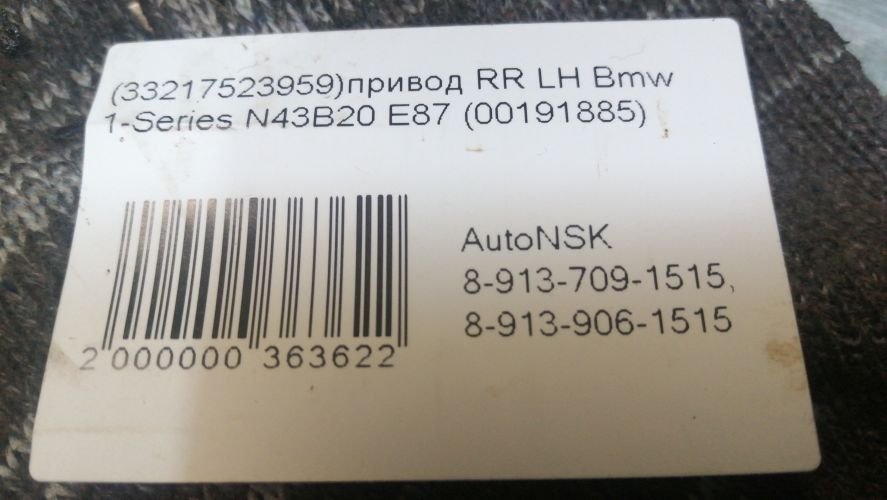 (33217523959)привод RR LH Bmw
1-Series N43B20 E87 (00191885)
AutoNSK
8-913-709-1515,
8-913-906-1515
2 000000 363622